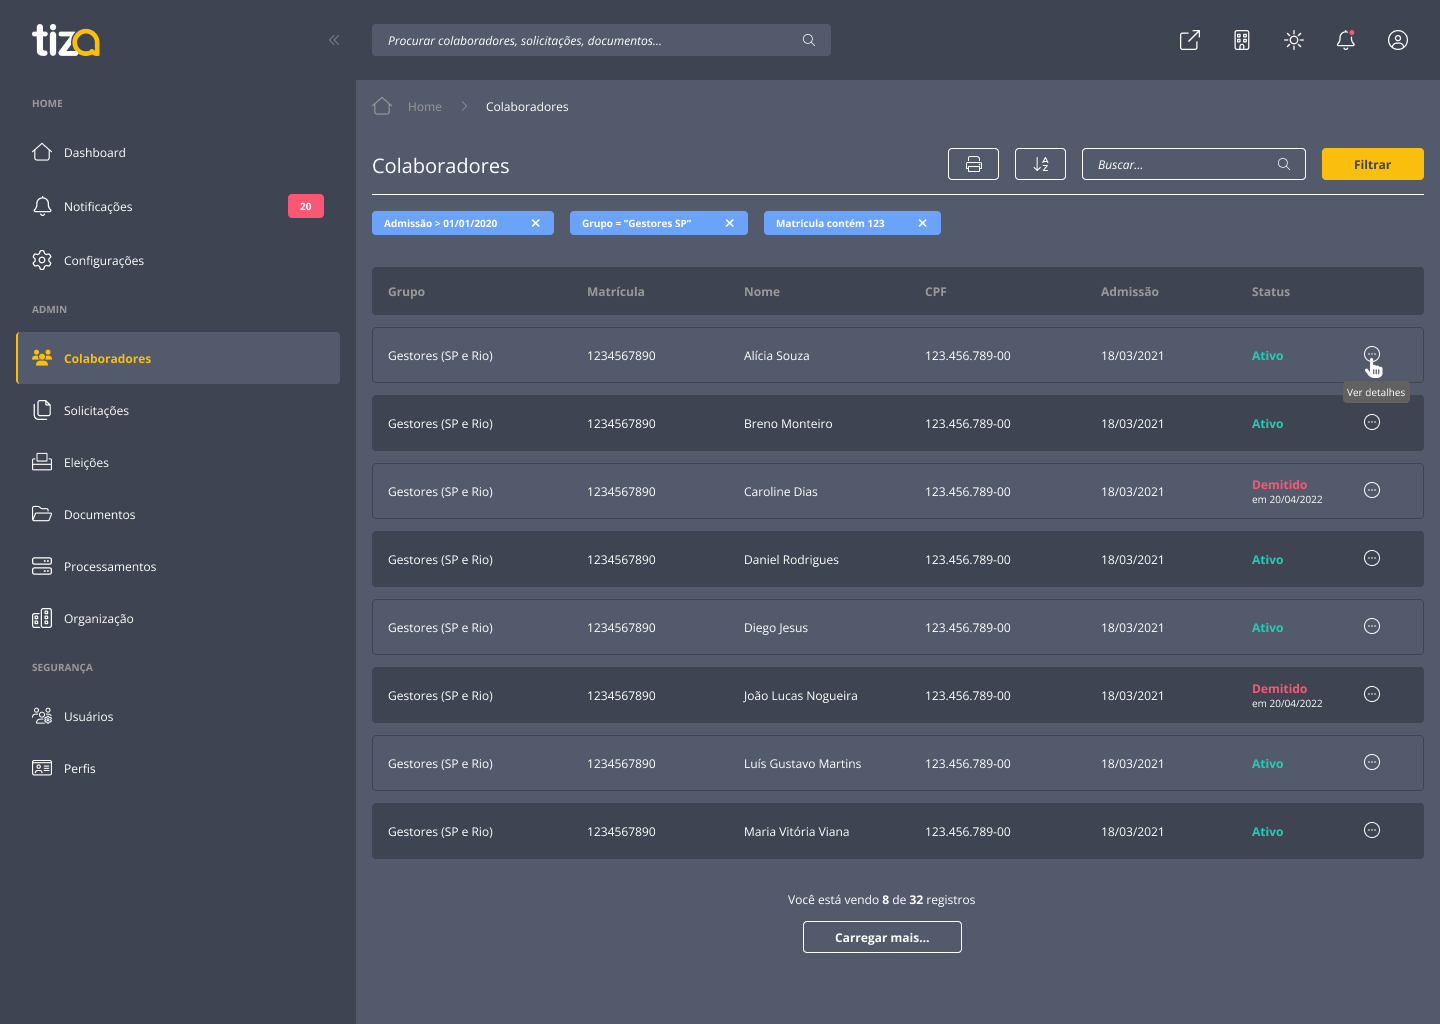 tiza
Procurar colaboradores, solicitações, documentos...
HOME
Dashboard
Notificações
20
Configurações
ADMIN
Colaboradores
Solicitações
Eleições
Documentos
Processamentos
Organização
SEGURANÇA
Usuários
Perfis
Home
Colaboradores
Colaboradores
A
Z
Buscar...
Filtrar
Admissão > 01/01/2020
Grupo = "Gestores SP"
Matrícula contém 123
Grupo Matrícula Nome CPF Admissão Status
Gestores (SP e Rio) 1234567890 Alícia Souza 123.456.789-00 18/03/2021 Ativo
Ver detalhes
Gestores (SP e Rio) 1234567890 Breno Monteiro 123.456.789-00 18/03/2021 Ativo
Gestores (SP e Rio) 1234567890 Caroline Dias 123.456.789-00 18/03/2021 Demitido
em 20/04/2022
Gestores (SP e Rio) 1234567890 Daniel Rodrigues 123.456.789-00 18/03/2021 Ativo
Gestores (SP e Rio) 1234567890 Diego Jesus 123.456.789-00 18/03/2021 Ativo
Gestores (SP e Rio) 1234567890 João Lucas Nogueira 123.456.789-00 18/03/2021 Demitido
em 20/04/2022
Gestores (SP e Rio) 1234567890 Luís Gustavo Martins 123.456.789-00 18/03/2021 Ativo
Gestores (SP e Rio) 1234567890 Maria Vitória Viana 123.456.789-00 18/03/2021 Ativo
Você está vendo 8 de 32 registros
Carregar mais...